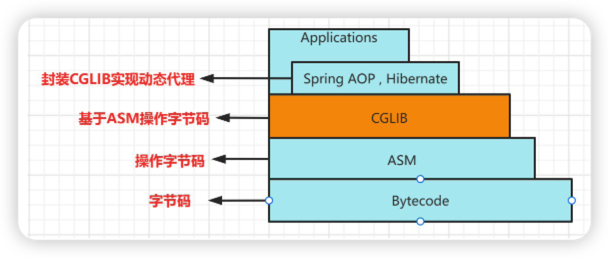 Applications
封装CGLIB实现动态代理
Spring AOP , Hibernate
基于ASM操作字节码
CGLIB
操作字节码
ASM
字节码
Bytecode